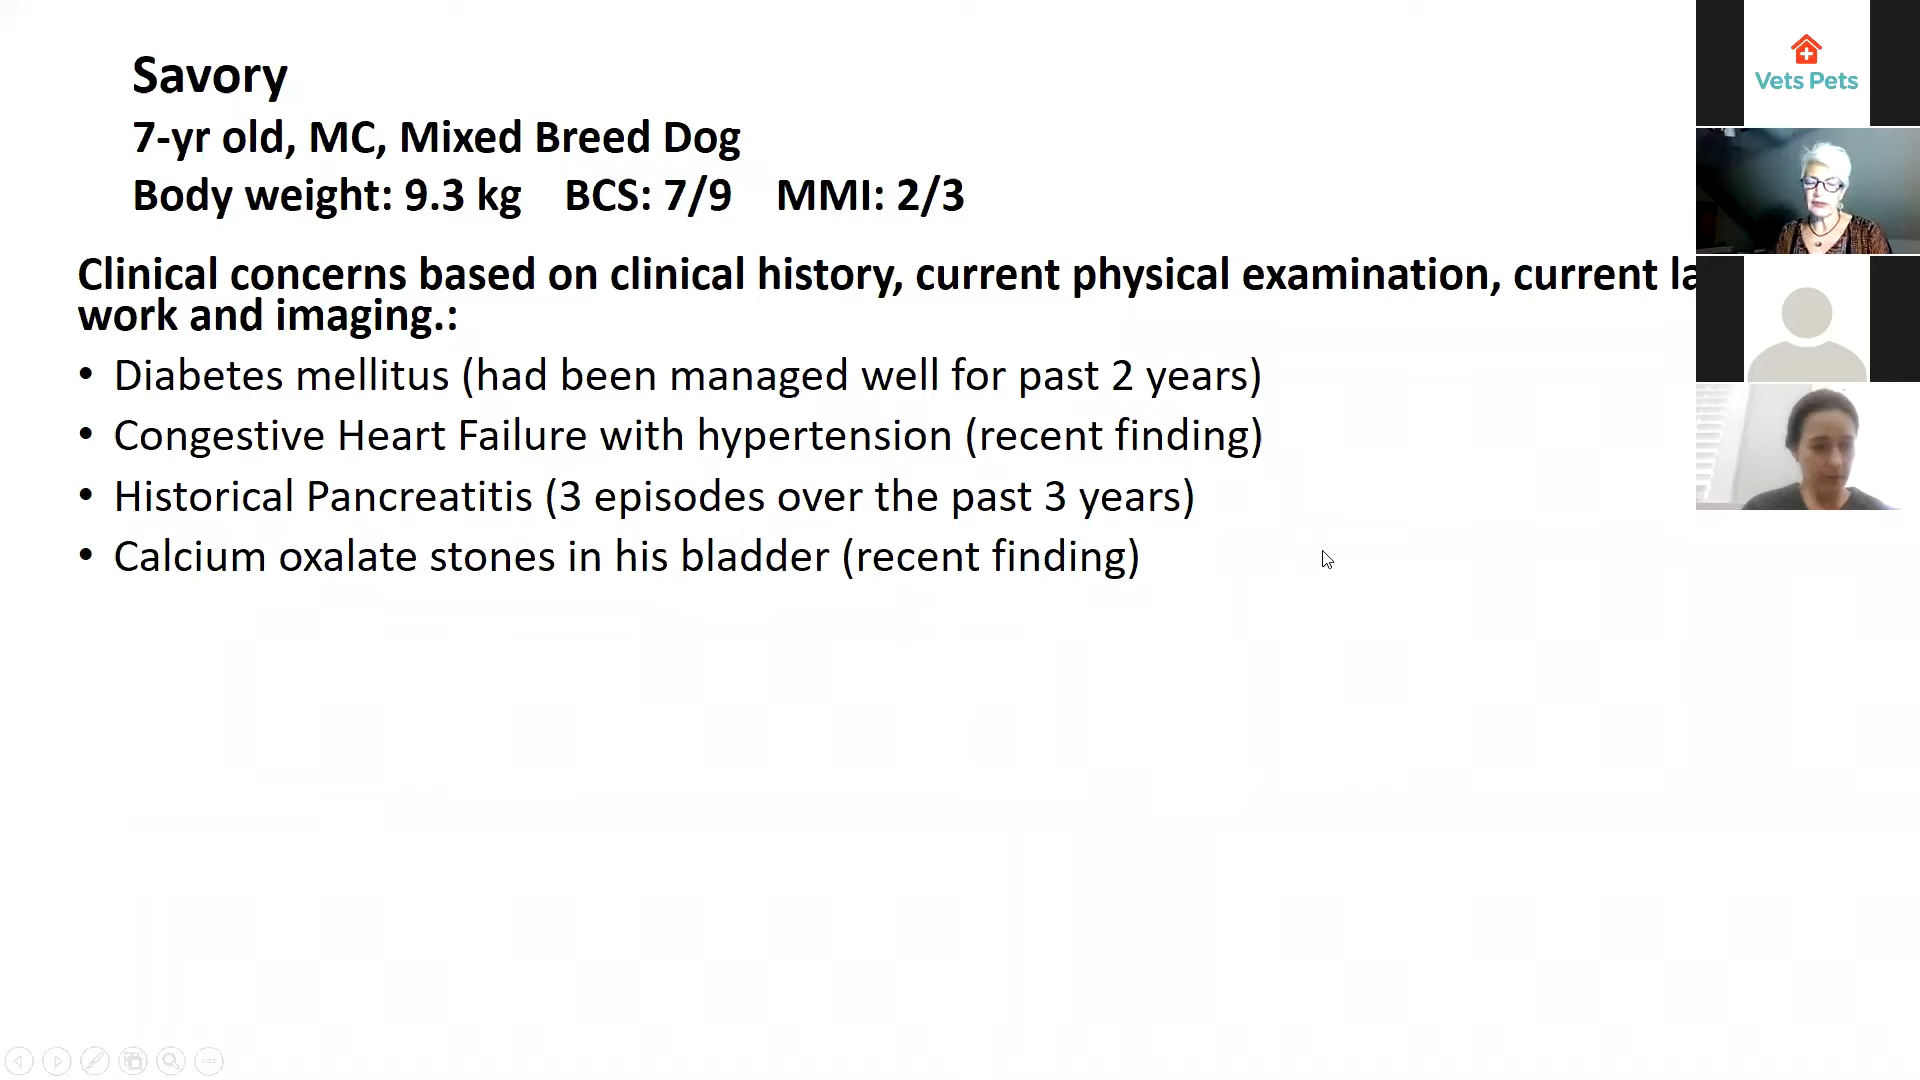 Savory
7-yr old, MC, Mixed Breed Dog
Body weight: 9.3 kg BCS: 7/9 MMI: 2/3
Clinical concerns based on clinical history, current physical examination, current la
work and imaging.:
• Diabetes mellitus (had been managed well for past 2 years)
• Congestive Heart Failure with hypertension (recent finding)
• Historical Pancreatitis (3 episodes over the past 3 years)
• Calcium oxalate stones in his bladder (recent finding)
Vets Pets